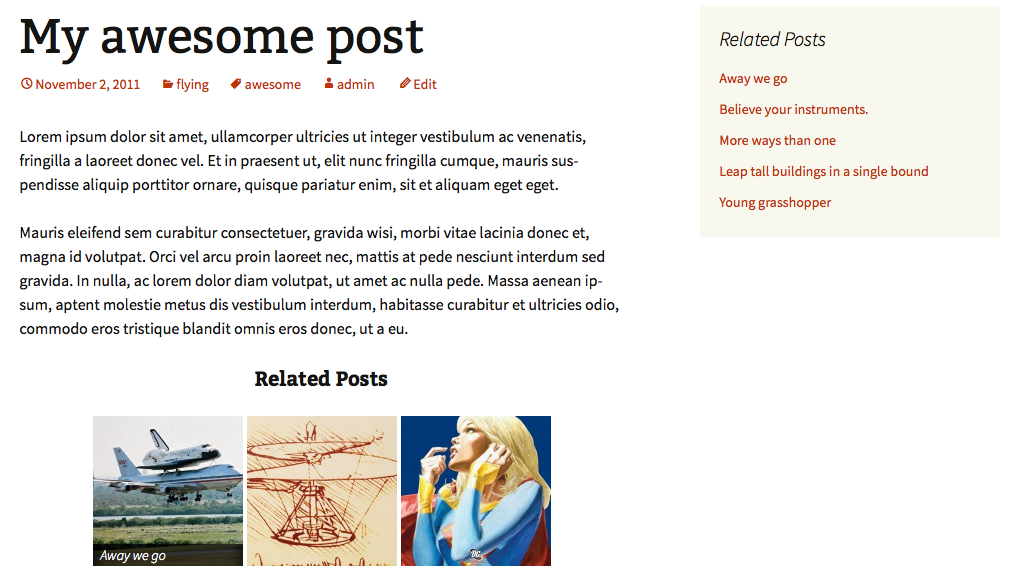 My awesome post
November 2, 2011 flying awesome admin Edit
Lorem ipsum dolor sit amet, ullamcorper ultricies ut integer vestibulum ac venenatis,
fringilla a laoreet donec vel. Et in praesent ut, elit nunc fringilla cumque, mauris sus-
pendisse aliquip porttitor ornare, quisque pariatur enim, sit et aliquam eget eget.
Mauris eleifend sem curabitur consectetuer, gravida wisi, morbi vitae lacinia donec et,
magna id volutpat. Orci vel arcu proin laoreet nec, mattis at pede nesciunt interdum sed
gravida. In nulla, ac lorem dolor diam volutpat, ut amet ac nulla pede. Massa aenean ip-
sum, aptent molestie metus dis vestibulum interdum, habitasse curabitur et ultricies odio,
commodo eros tristique blandit omnis eros donec, ut a eu.
Related Posts
Away we go
DC
Related Posts
Away we go
Believe your instruments.
More ways than one
Leap tall buildings in a single bound
Young grasshopper